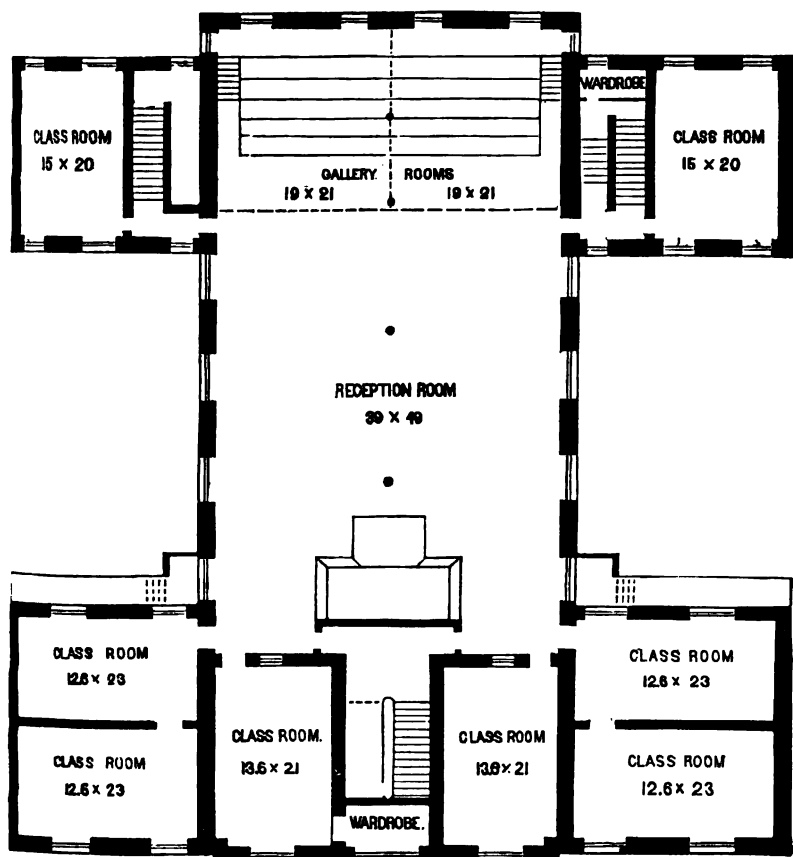 WARDROBE
CLASS ROOM
15 × 20
CLASS ROOM
15 × 20
GALLERY ROOMS
19 × 21 19 × 21
RECEPTION ROOM
39 × 49
CLASS ROOM
12.6 × 23
CLASS ROOM
12.6 × 23
CLASS ROOM.
13.6 × 21
CLASS ROOM
13.6 × 21
CLASS ROOM
12.6 × 23
CLASS ROOM
12.6 × 23
WARDROBE.